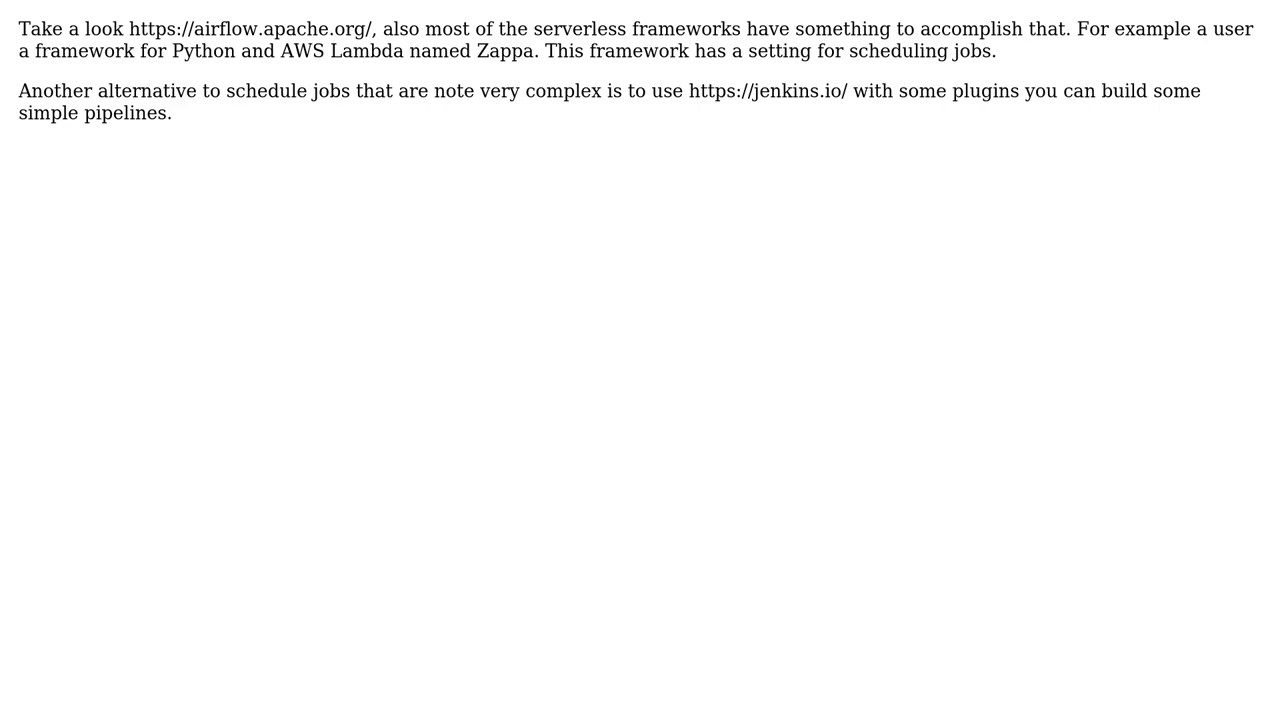 Take a look https://airflow.apache.org/, also most of the serverless frameworks have something to accomplish that. For example a user
a framework for Python and AWS Lambda named Zappa. This framework has a setting for scheduling jobs.
Another alternative to schedule jobs that are note very complex is to use https://jenkins.io/ with some plugins you can build some
simple pipelines.